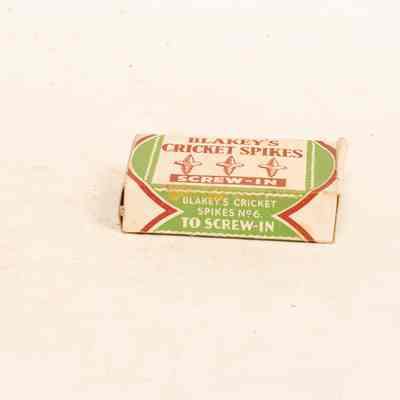 BLAKEY'S
CRICKET SPIKES
SCREW-IN
BLAKEY'S CRICKET
SPIKES Nº6.
TO SCREW-IN